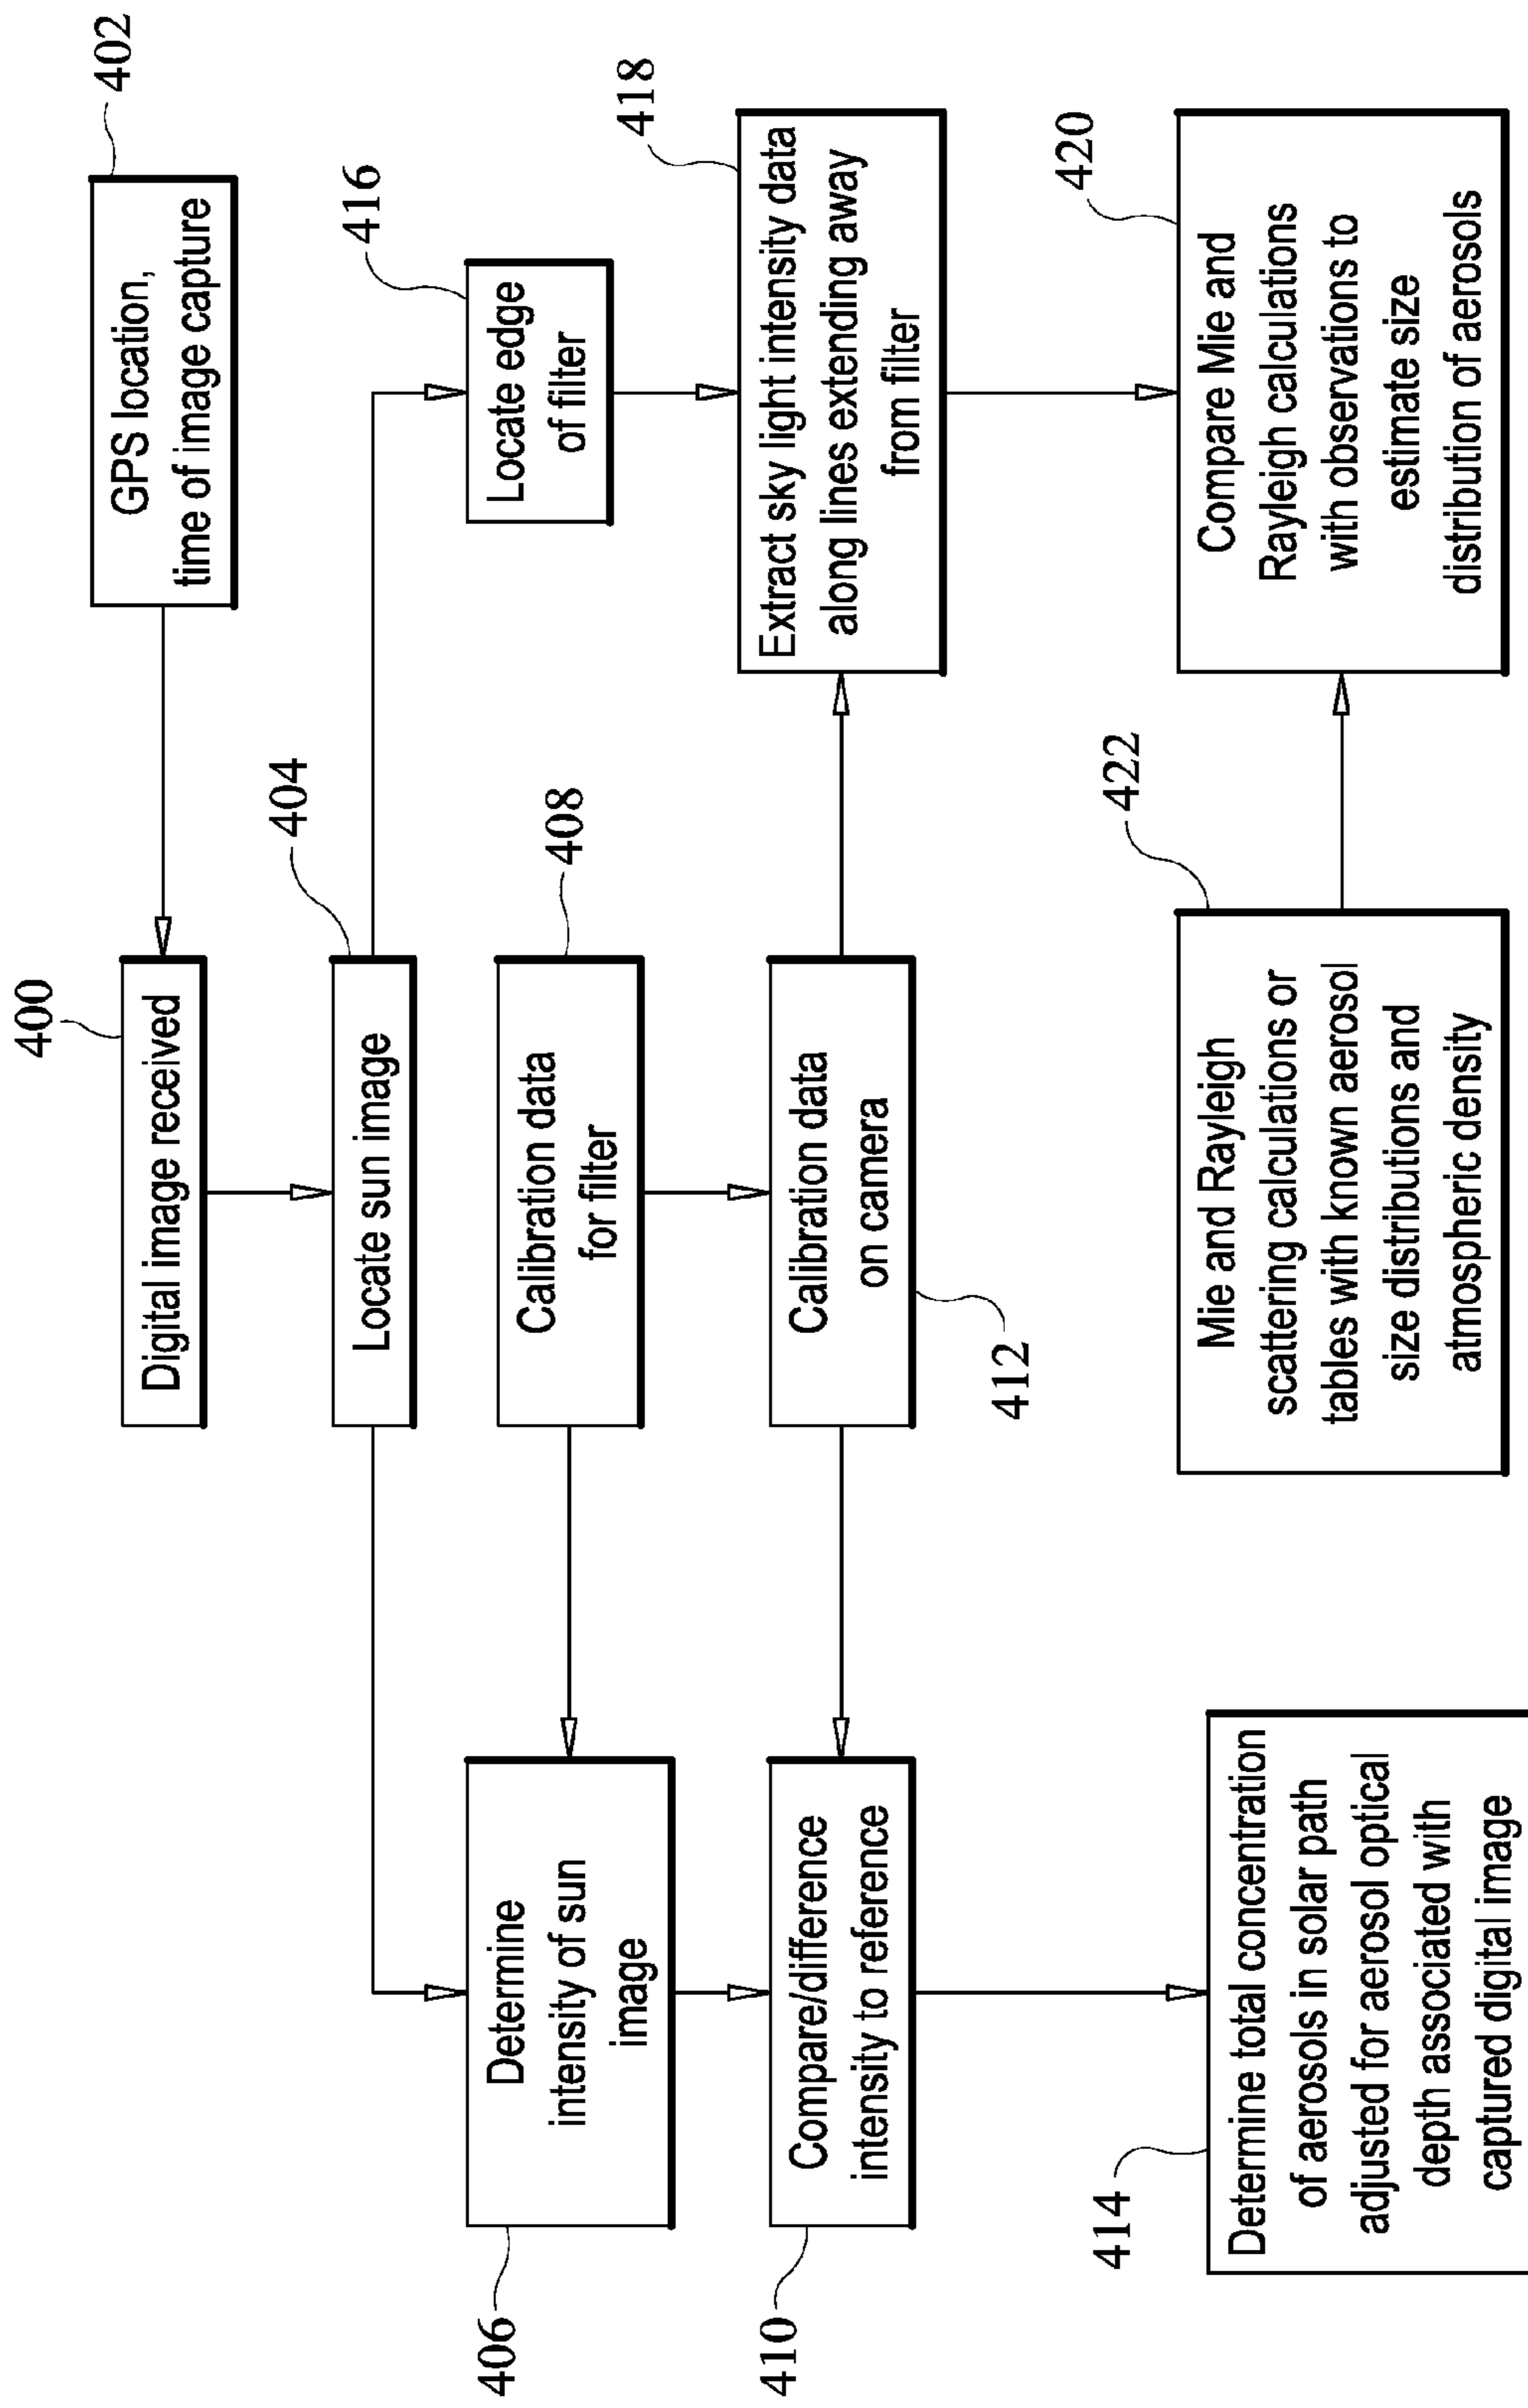 400
Digital image received
402
GPS location,
time of image capture
404
Locate sun image
406
Determine
intensity of sun
image
408
Calibration data
for filter
416
Locate edge
of filter
410
Compare/difference
intensity to reference
Calibration data
on camera
412
418
Extract sky light intensity data
along lines extending away
from filter
414
Determine total concentration
of aerosols in solar path
adjusted for aerosol optical
depth associated with
captured digital image
422
Mie and Rayleigh
scattering calculations or
tables with known aerosol
size distributions and
atmospheric density
420
Compare Mie and
Rayleigh calculations
with observations to
estimate size
distribution of aerosols